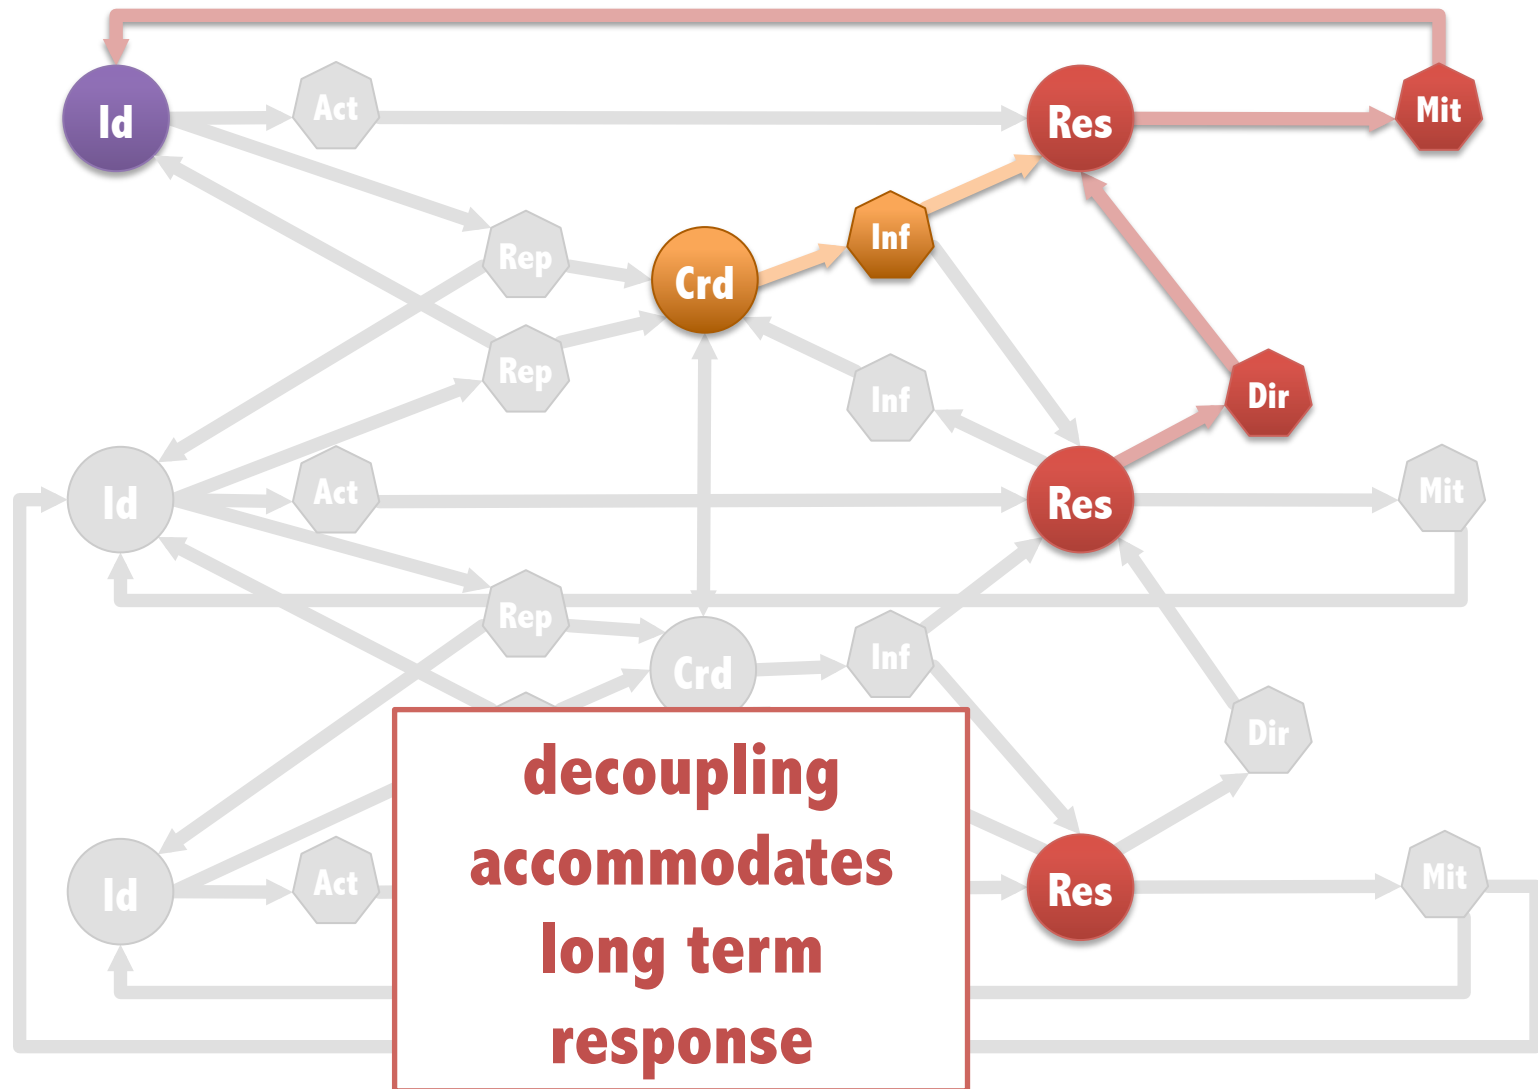 Id
Act
Res
Mit
Rep
Crd
Inf
Rep
Inf
Dir
Id
Act
Res
Mit
Rep
Crd
Inf
Dir
Id
Act
Res
Mit
decoupling
accommodates
long term
response